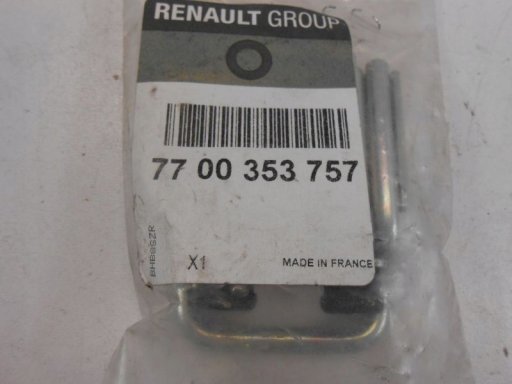 RENAULT GROUP
77 00 353 757
X1
MADE IN FRANCE